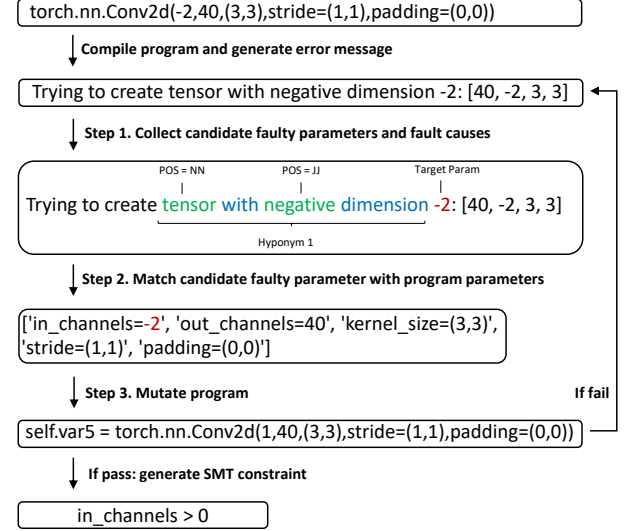 torch.nn.Conv2d(-2,40,(3,3),stride=(1,1),padding=(0,0))
Compile program and generate error message
Trying to create tensor with negative dimension -2: [40, -2, 3, 3]
Step 1. Collect candidate faulty parameters and fault causes
POS = NN POS = JJ Target Param
Trying to create tensor with negative dimension -2: [40, -2, 3, 3]
Hyponym 1
Step 2. Match candidate faulty parameter with program parameters
['in_channels=-2', 'out_channels=40', 'kernel_size=(3,3)',
'stride=(1,1)', 'padding=(0,0)']
Step 3. Mutate program
If fail
self.var5 = torch.nn.Conv2d(1,40,(3,3),stride=(1,1),padding=(0,0))
If pass: generate SMT constraint
in_channels > 0